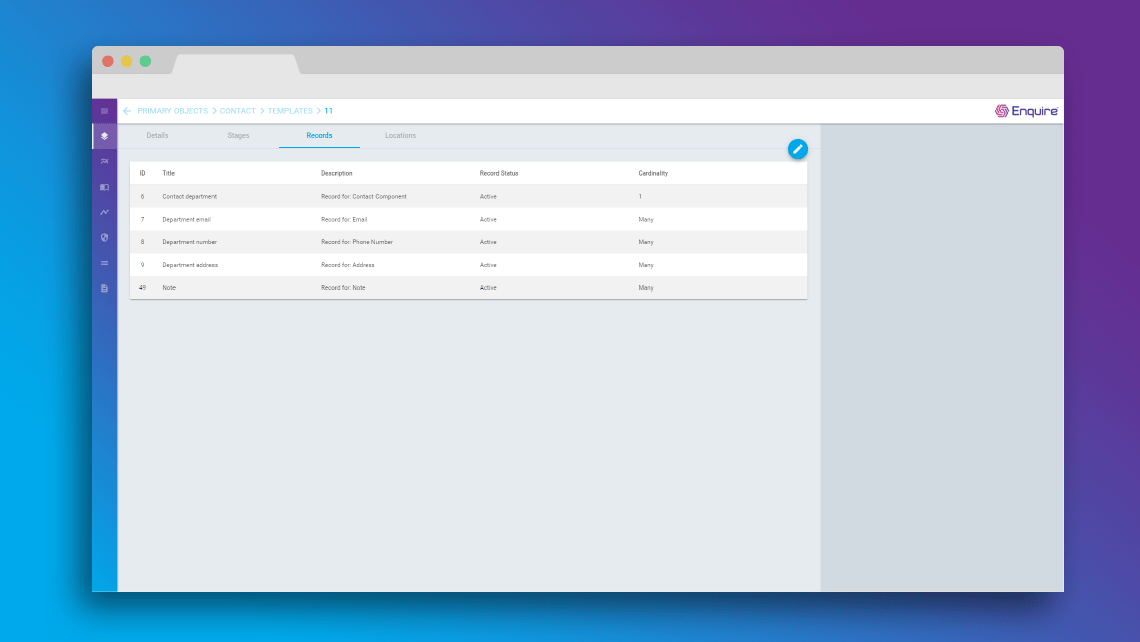 PRIMARY OBJECTS > CONTACT > TEMPLATES > 11
Enquire
Details Stages Records Locations
ID Title Description Record Status Cardinality
6 Contact department Record for: Contact Component Active 1
7 Department email Record for: Email Active Many
8 Department number Record for: Phone Number Active Many
9 Department address Record for: Address Active Many
49 Note Record for: Note Active Many